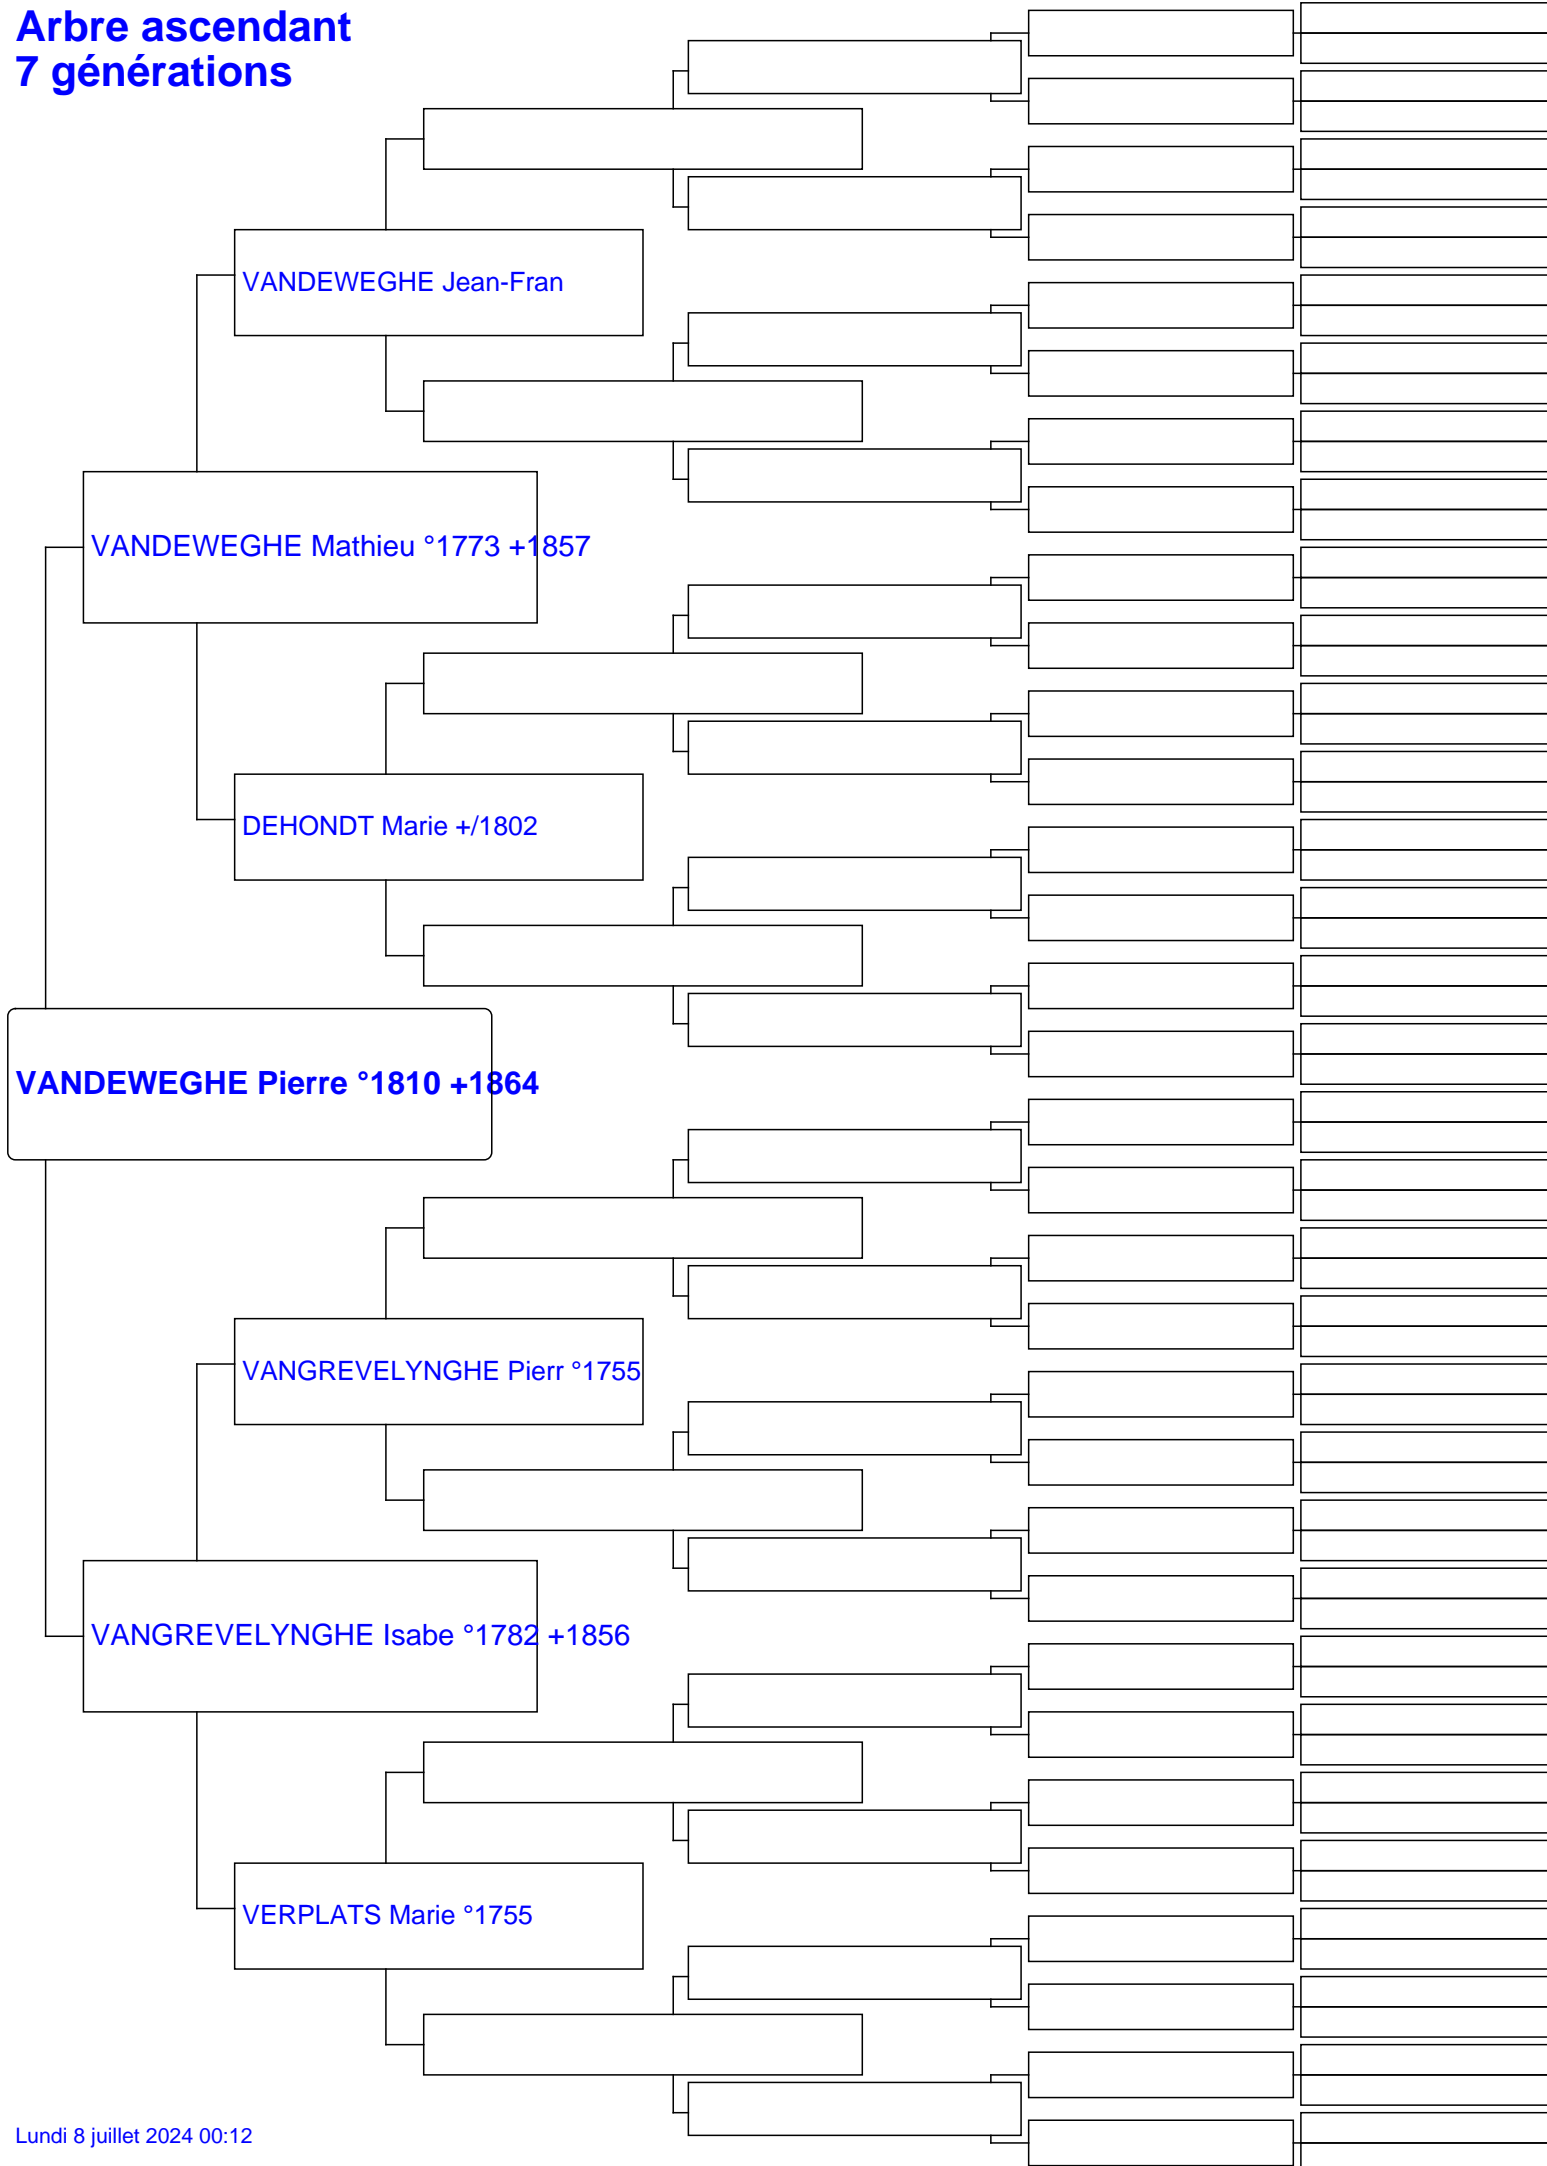 Arbre ascendant
7 générations
VANDEWEGHE Jean-Fran
VANDEWEGHE Mathieu °1773 +1857
DEHONDT Marie +/1802
VANDEWEGHE Pierre °1810 +1864
VANGREVELYNGHE Pierr °1755
VANGREVELYNGHE Isabe °1782 +1856
VERPLATS Marie °1755
Lundi 8 juillet 2024 00:12